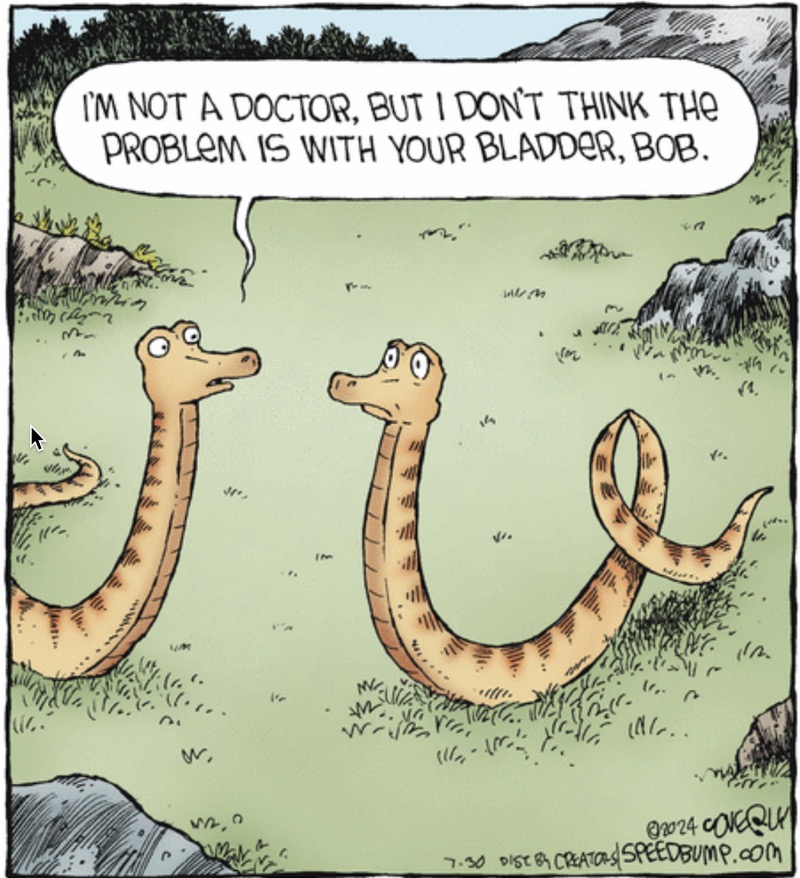 I'M NOT A DOCTOR, BUT I DON'T THINK THE
PROBLEM IS WITH YOUR BLADDER, BOB.
©2024 COVERLY
7-30 DIST. BY CREATORS/SPEEDBUMP.COM